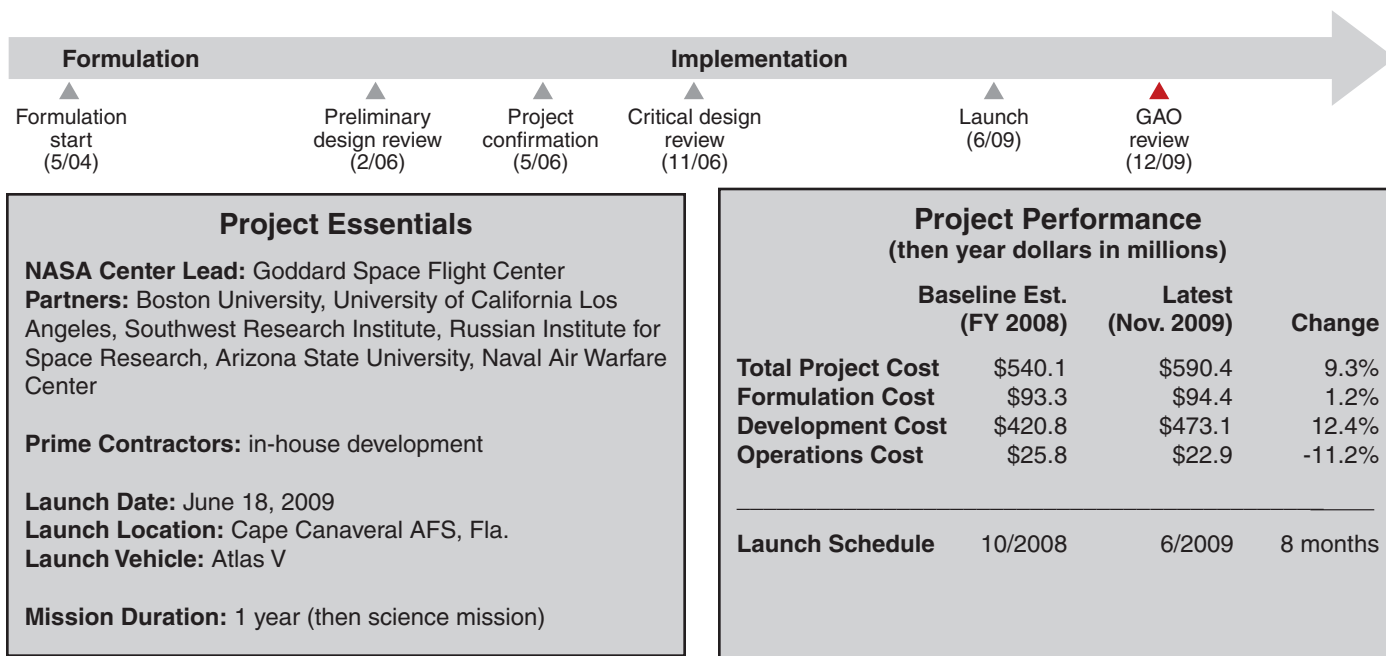 Formulation Implementation
Formulation
start
(5/04)
Preliminary
design review
(2/06)
Project
confirmation
(5/06)
Critical design
review
(11/06)
Launch
(6/09)
GAO
review
(12/09)
Project Essentials
NASA Center Lead: Goddard Space Flight Center
Partners: Boston University, University of California Los
Angeles, Southwest Research Institute, Russian Institute for
Space Research, Arizona State University, Naval Air Warfare
Center
Prime Contractors: in-house development
Launch Date: June 18, 2009
Launch Location: Cape Canaveral AFS, Fla.
Launch Vehicle: Atlas V
Mission Duration: 1 year (then science mission)
Project Performance
(then year dollars in millions)
Baseline Est. Latest
(FY 2008) (Nov. 2009) Change
Total Project Cost $540.1 $590.4 9.3%
Formulation Cost $93.3 $94.4 1.2%
Development Cost $420.8 $473.1 12.4%
Operations Cost $25.8 $22.9 -11.2%
Launch Schedule 10/2008 6/2009 8 months